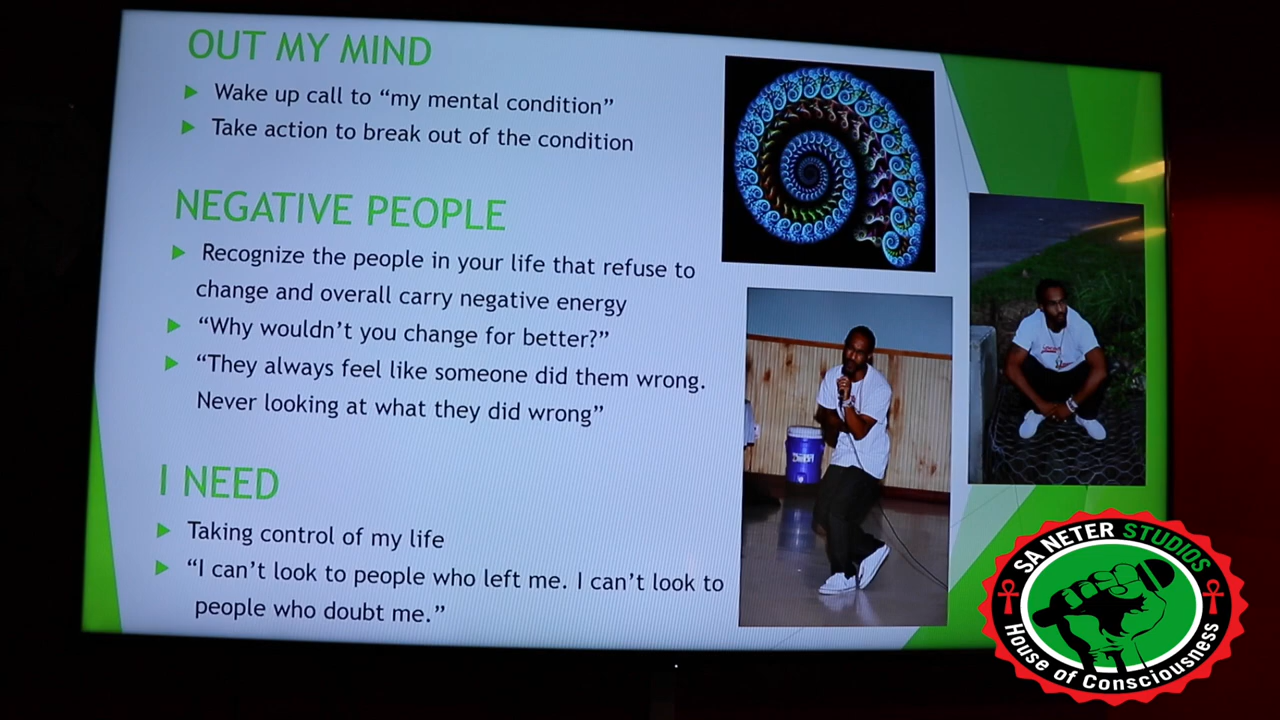 OUT MY MIND
Wake up call to “my mental condition”
Take action to break out of the condition
NEGATIVE PEOPLE
Recognize the people in your life that refuse to
change and overall carry negative energy
“Why wouldn’t you change for better?”
“They always feel like someone did them wrong.
Never looking at what they did wrong”
I NEED
Taking control of my life
“I can’t look to people who left me. I can’t look to
people who doubt me.”
SA NETER STUDIOS
House of Consciousness